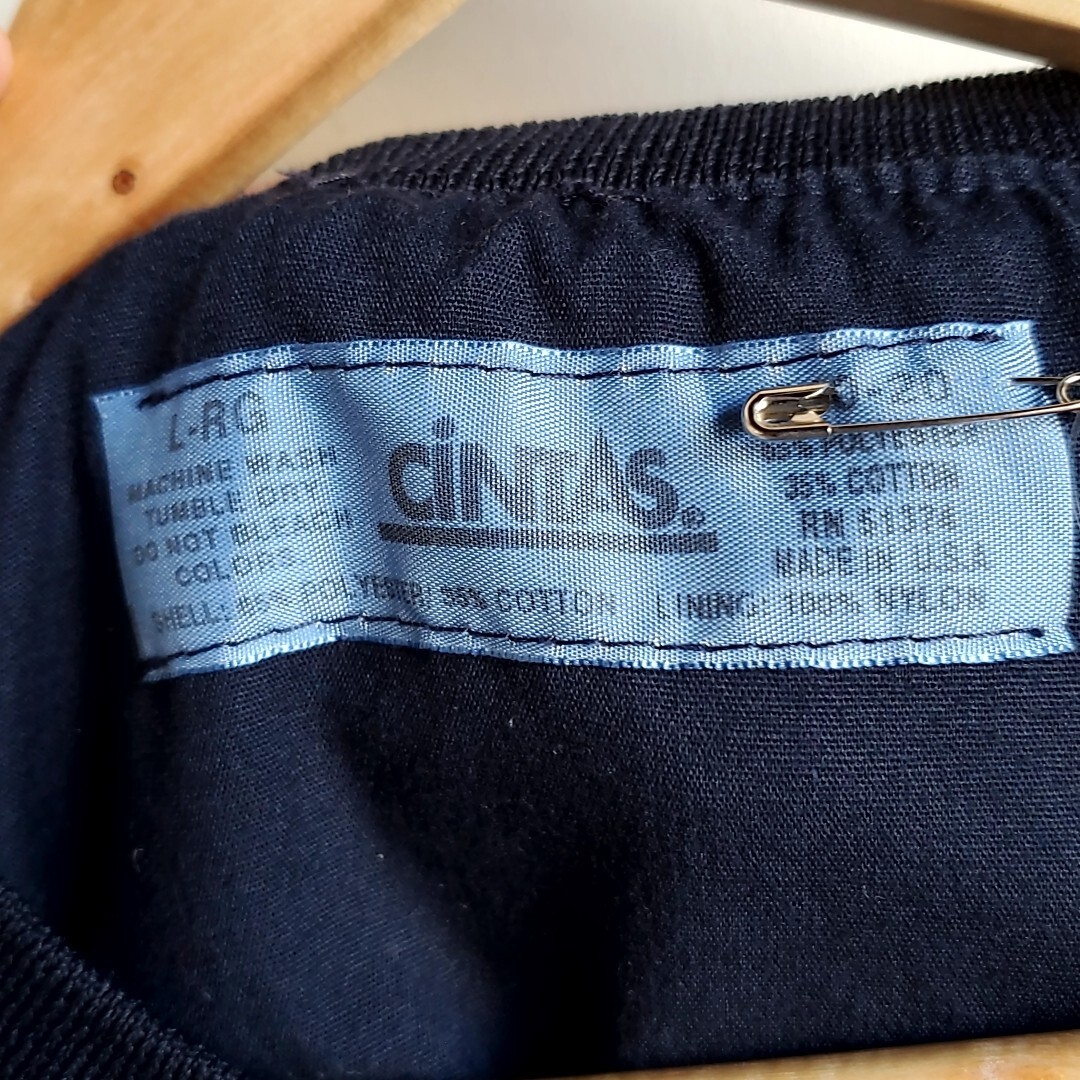 L-RG
MACHINE WASH
TUMBLE DRY
DO NOT BLEACH
CINTAS®
-20
35% COTTON
RN 61374
MADE IN U.S.A
SHELL: 65% POLYESTER 35% COTTON LINING: 100% NYLON